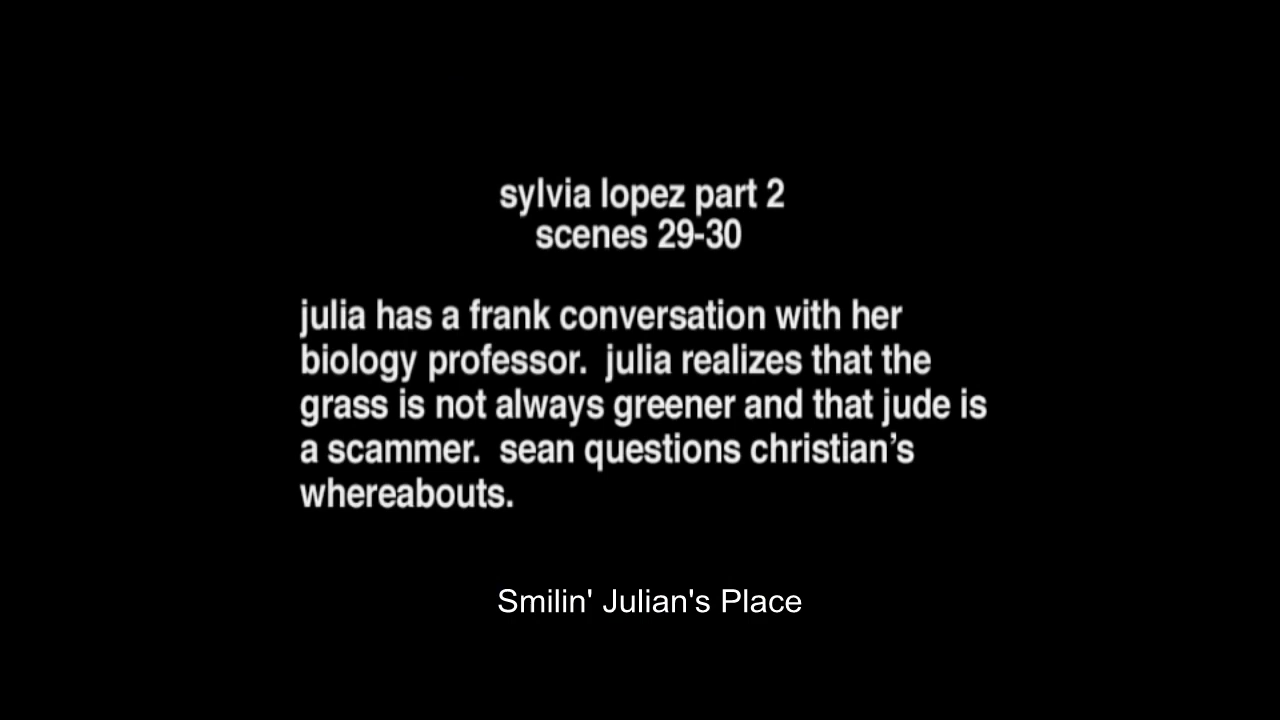 sylvia lopez part 2
scenes 29-30
julia has a frank conversation with her
biology professor.  julia realizes that the
grass is not always greener and that jude is
a scammer.  sean questions christian’s
whereabouts.
Smilin' Julian's Place